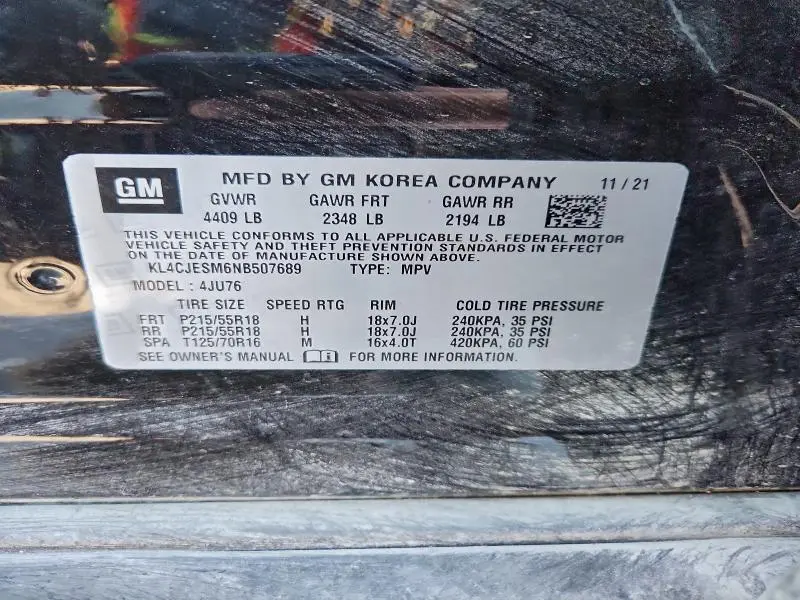 GM MFD BY GM KOREA COMPANY 11 / 21
GVWR GAWR FRT GAWR RR
4409 LB 2348 LB 2194 LB
THIS VEHICLE CONFORMS TO ALL APPLICABLE U.S. FEDERAL MOTOR
VEHICLE SAFETY AND THEFT PREVENTION STANDARDS IN EFFECT
ON THE DATE OF MANUFACTURE SHOWN ABOVE.
KL4CJESM6NB507689 TYPE: MPV
MODEL : 4JU76
TIRE SIZE SPEED RTG RIM COLD TIRE PRESSURE
FRT P215/55R18 H 18x7.0J 240KPA, 35 PSI
RR P215/55R18 H 18x7.0J 240KPA, 35 PSI
SPA T125/70R16 M 16x4.0T 420KPA, 60 PSI
SEE OWNER'S MANUAL FOR MORE INFORMATION.